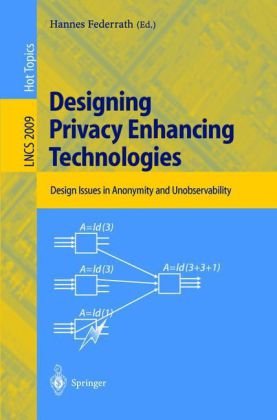 Hannes Federrath (Ed.)
LNCS 2009
Hot Topics
Designing
Privacy Enhancing
Technologies
Design Issues in Anonymity and Unobservability
A=Id(3)
A=Id(3)
A=Id(3+3+1)
A=Id(1)
Springer